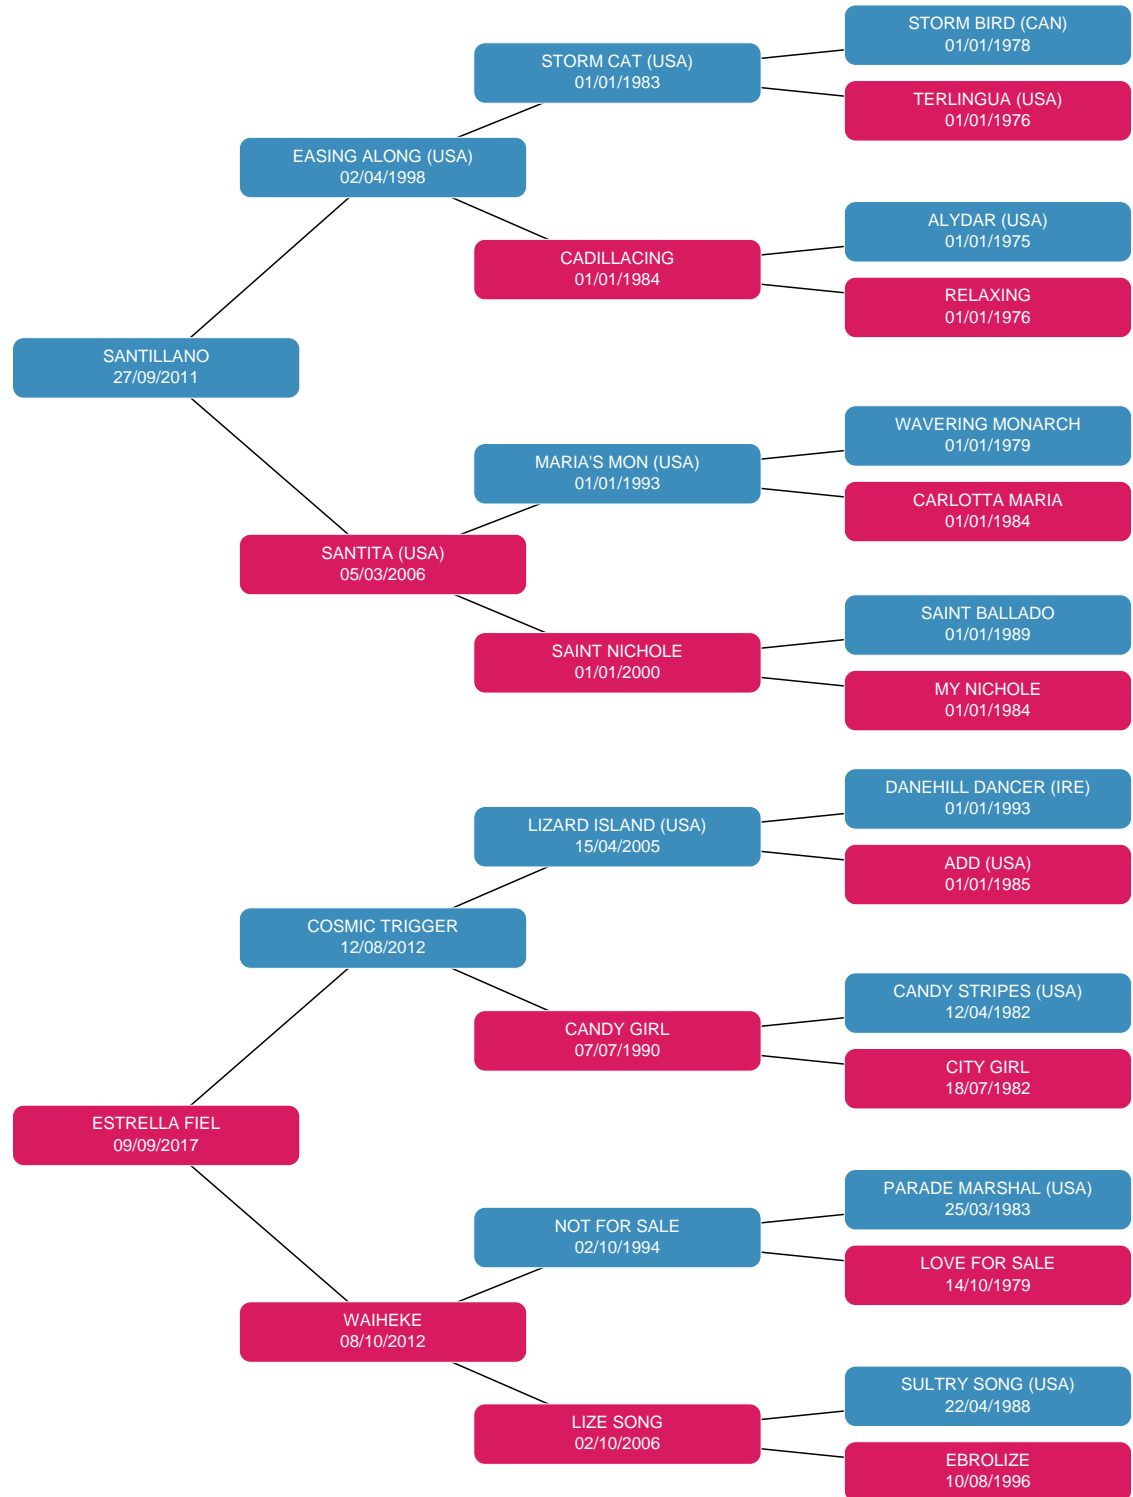 STORM BIRD (CAN)
01/01/1978
STORM CAT (USA)
01/01/1983
TERLINGUA (USA)
01/01/1976
EASING ALONG (USA)
02/04/1998
ALYDAR (USA)
01/01/1975
CADILLACING
01/01/1984
RELAXING
01/01/1976
SANTILLANO
27/09/2011
WAVERING MONARCH
01/01/1979
MARIA'S MON (USA)
01/01/1993
CARLOTTA MARIA
01/01/1984
SANTITA (USA)
05/03/2006
SAINT BALLADO
01/01/1989
SAINT NICHOLE
01/01/2000
MY NICHOLE
01/01/1984
DANEHILL DANCER (IRE)
01/01/1993
LIZARD ISLAND (USA)
15/04/2005
ADD (USA)
01/01/1985
COSMIC TRIGGER
12/08/2012
CANDY STRIPES (USA)
12/04/1982
CANDY GIRL
07/07/1990
CITY GIRL
18/07/1982
ESTRELLA FIEL
09/09/2017
PARADE MARSHAL (USA)
25/03/1983
NOT FOR SALE
02/10/1994
LOVE FOR SALE
14/10/1979
WAIHEKE
08/10/2012
SULTRY SONG (USA)
22/04/1988
LIZE SONG
02/10/2006
EBROLIZE
10/08/1996